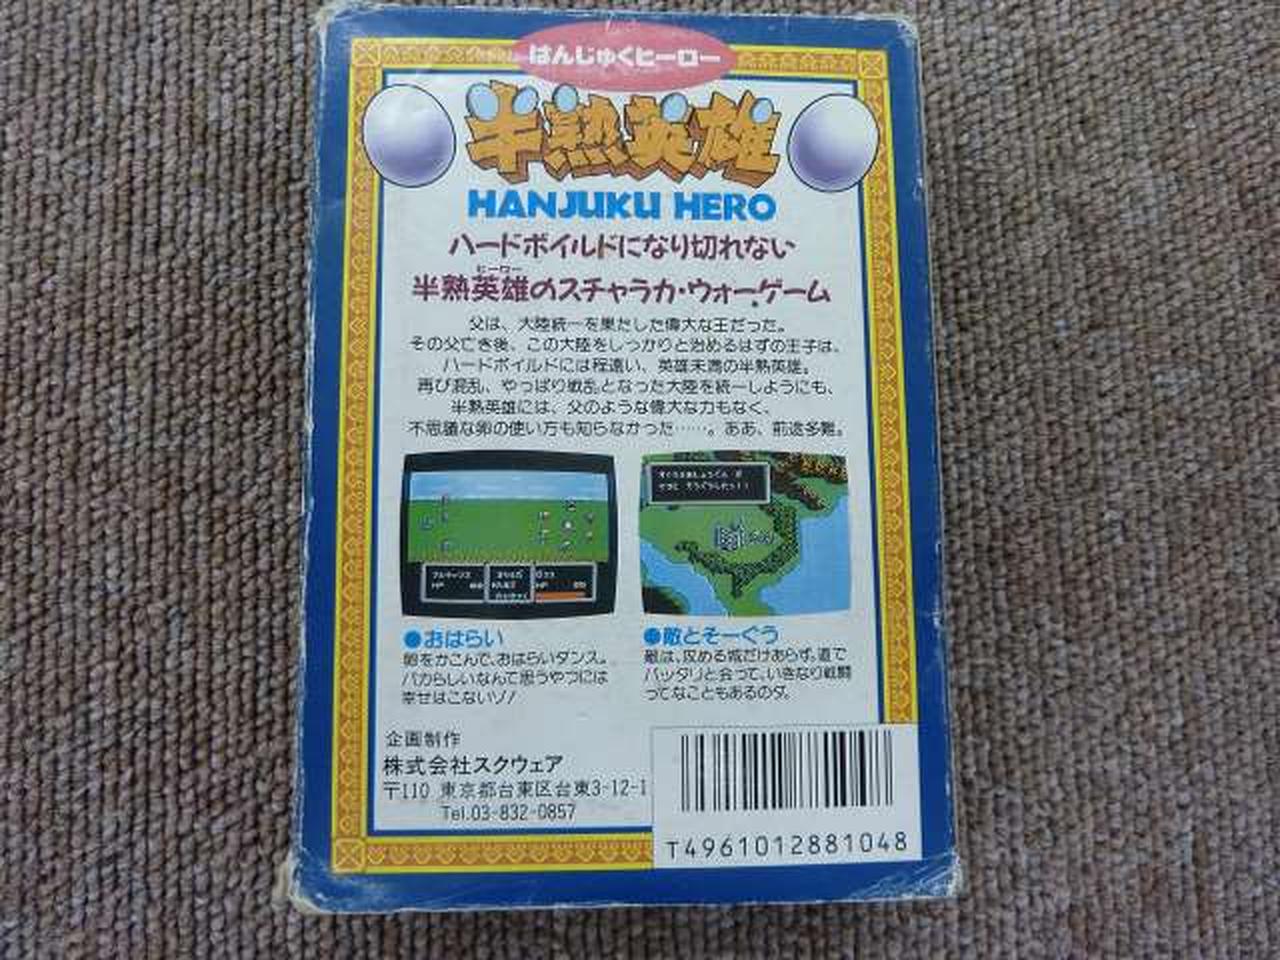 はんじゅくヒーロー
半熟英雄
HANJUKU HERO
ハードボイルドになり切れない
ヒーロー
半熟英雄のスチャラカ・ウォー・ゲーム
父は、大陸統一を果たした偉大な王だった。
その父亡き後、この大陸をしっかりと治めるはずの王子は、
ハードボイルドには程遠い、英雄未満の半熟英雄。
再び混乱、やっぱり戦乱となった大陸を統一しようにも、
半熟英雄には、父のような偉大な力もなく、
不思議な卵の使い方も知らなかった……。ああ、前途多難。
●おはらい
卵をかこんで、おはらいダンス。
バカらしいなんて思うやつには
幸せはこないゾ!
●敵とそーぐう
敵は、攻める城だけあらず。道で
バッタリと会って、いきなり戦闘
ってなこともあるのダ。
企画制作
株式会社スクウェア
〒110 東京都台東区台東3-12-1
Tel.03-832-0857
T4961012881048